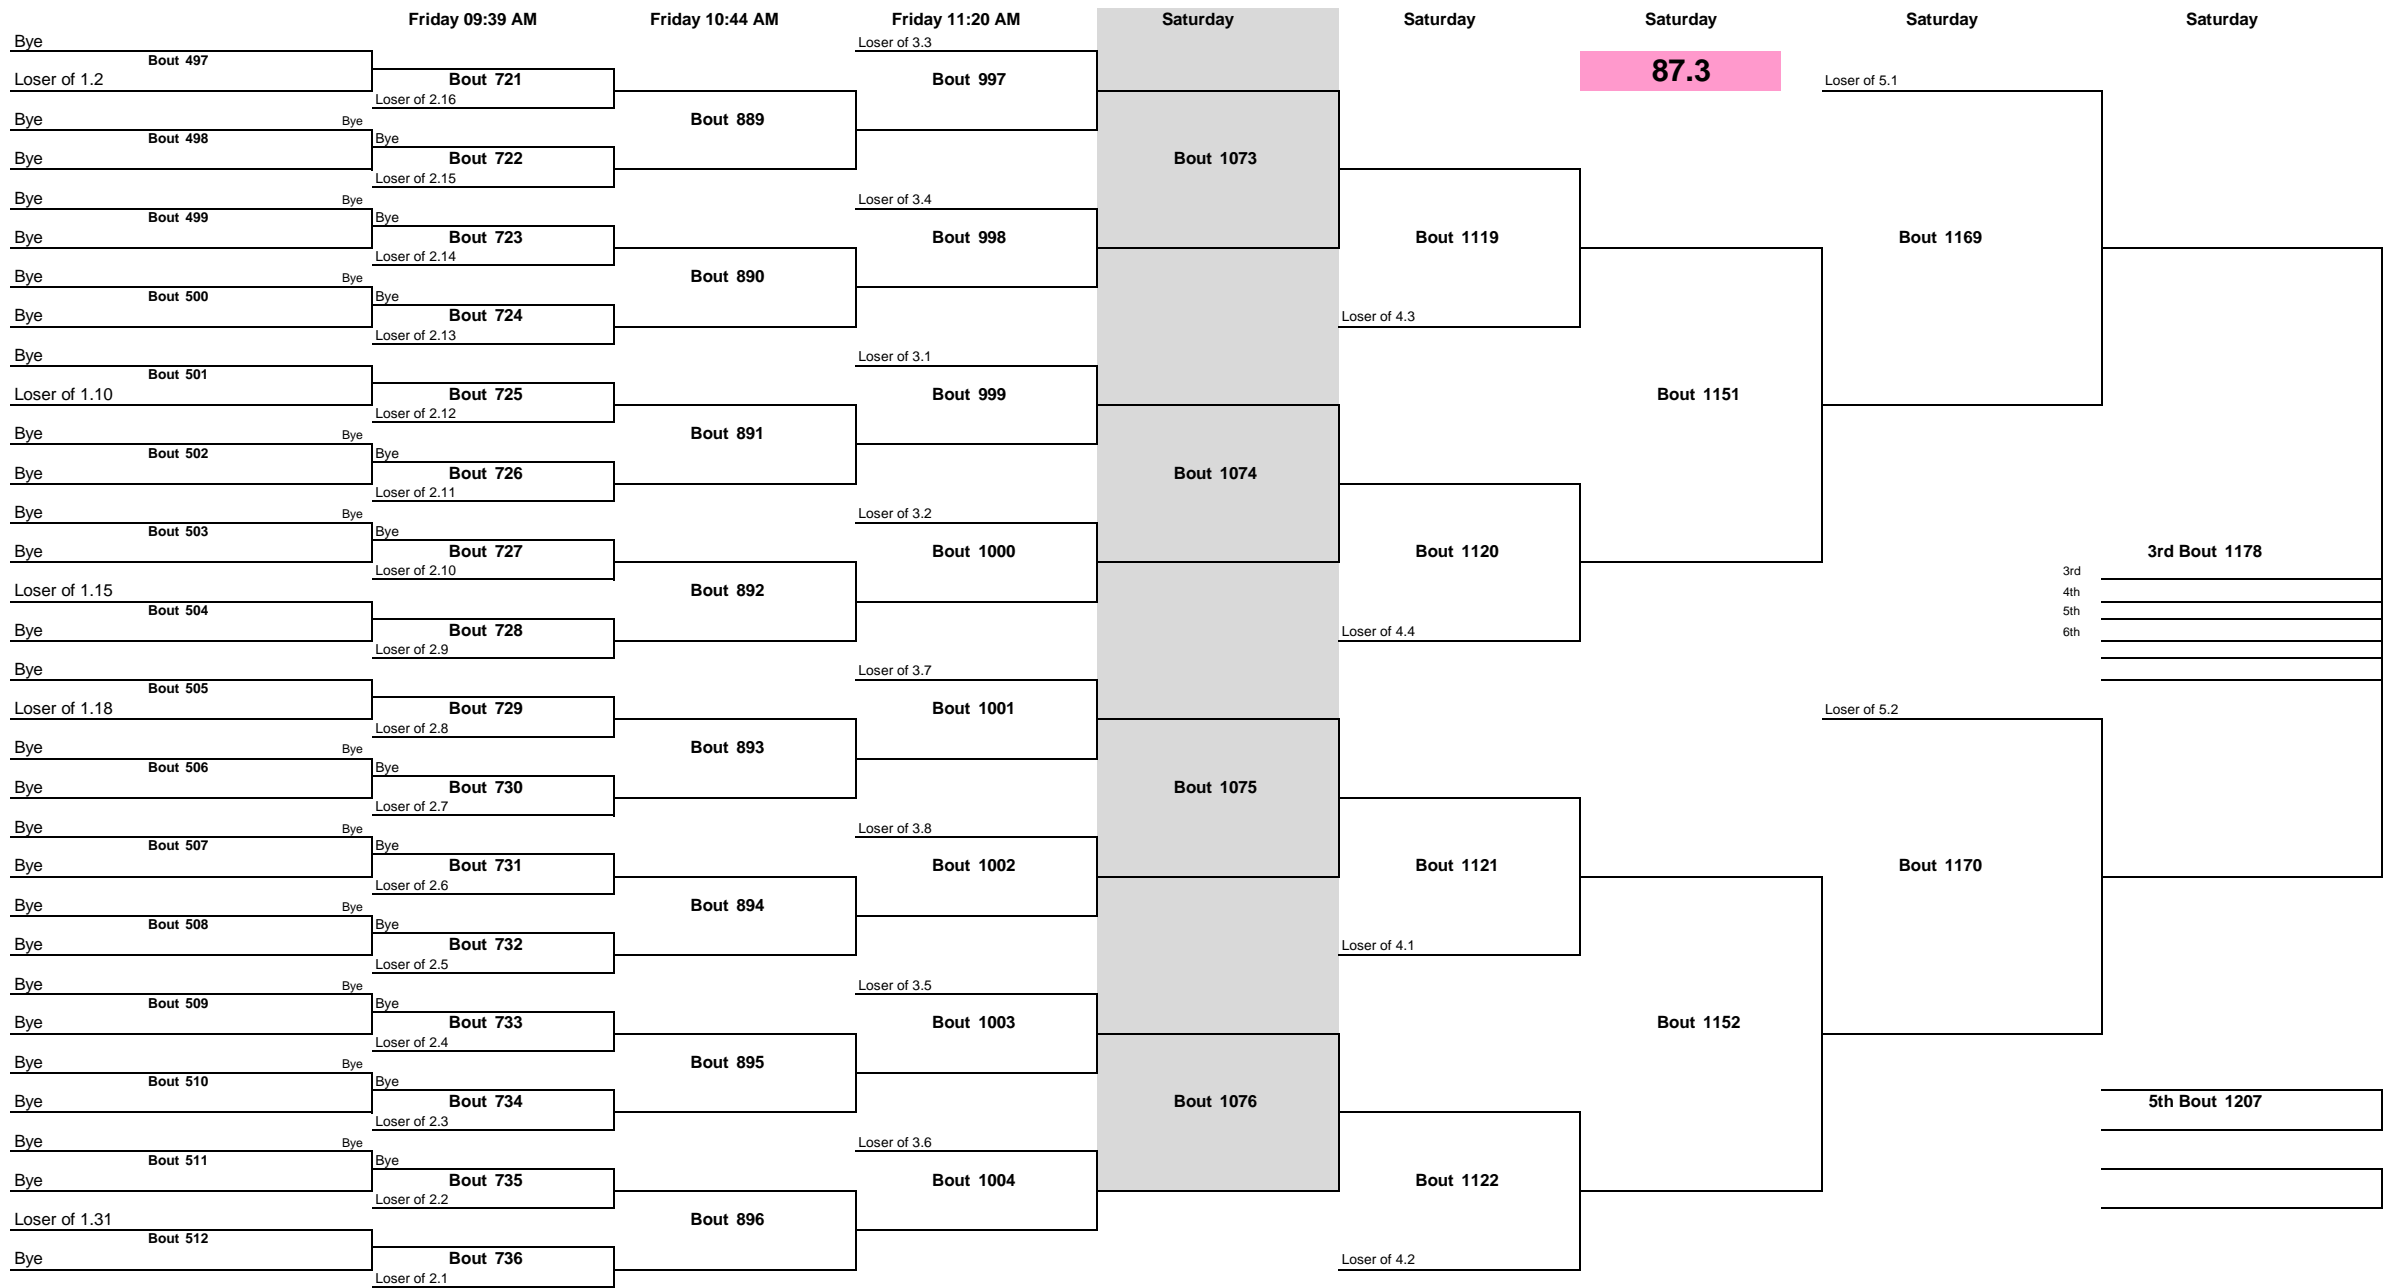 Friday 09:39 AM Friday 10:44 AM Friday 11:20 AM Saturday Saturday Saturday Saturday Saturday
Bye Loser of 3.3
Bout 497
Loser of 1.2 Bout 721 Bout 997 87.3 Loser of 5.1
Loser of 2.16
Bye Bye Bout 889
Bout 498 Bye
Bye Bout 722 Bout 1073
Loser of 2.15
Bye Bye Loser of 3.4
Bout 499 Bye
Bye Bout 723 Bout 998 Bout 1119 Bout 1169
Loser of 2.14
Bye Bye Bout 890
Bout 500 Bye
Bye Bout 724 Loser of 4.3
Loser of 2.13
Bye Loser of 3.1
Bout 501
Loser of 1.10 Bout 725 Bout 999 Bout 1151
Loser of 2.12
Bye Bye Bout 891
Bout 502 Bye
Bye Bout 726 Bout 1074
Loser of 2.11
Bye Bye Loser of 3.2
Bout 503 Bye
Bye Bout 727 Bout 1000 Bout 1120 3rd Bout 1178
Loser of 2.10 3rd
Loser of 1.15 Bout 892 4th
Bout 504 5th
Bye Bout 728 Loser of 4.4 6th
Loser of 2.9
Bye Loser of 3.7
Bout 505
Loser of 1.18 Bout 729 Bout 1001 Loser of 5.2
Loser of 2.8
Bye Bye Bout 893
Bout 506 Bye
Bye Bout 730 Bout 1075
Loser of 2.7
Bye Bye Loser of 3.8
Bout 507 Bye
Bye Bout 731 Bout 1002 Bout 1121 Bout 1170
Loser of 2.6
Bye Bye Bout 894
Bout 508 Bye
Bye Bout 732 Loser of 4.1
Loser of 2.5
Bye Bye Loser of 3.5
Bout 509 Bye
Bye Bout 733 Bout 1003 Bout 1152
Loser of 2.4
Bye Bye Bout 895
Bout 510 Bye
Bye Bout 734 Bout 1076 5th Bout 1207
Loser of 2.3
Bye Bye Loser of 3.6
Bout 511 Bye
Bye Bout 735 Bout 1004 Bout 1122
Loser of 2.2
Loser of 1.31 Bout 896
Bout 512
Bye Bout 736 Loser of 4.2
Loser of 2.1